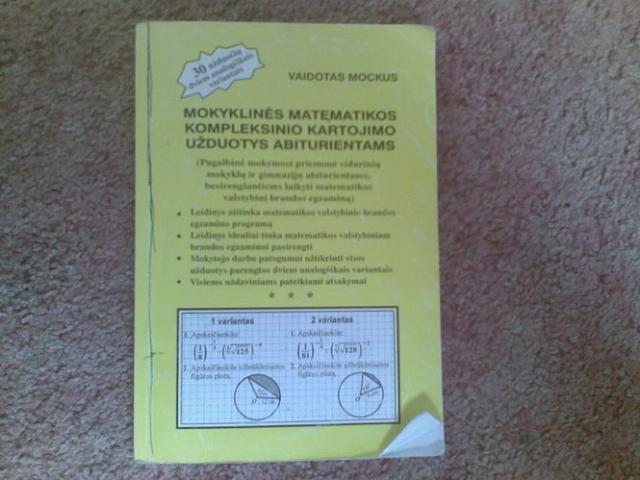 30 užduočių
dviem analogiškais
variantais
VAIDOTAS MOCKUS
MOKYKLINĖS MATEMATIKOS
KOMPLEKSINIO KARTOJIMO
UŽDUOTYS ABITURIENTAMS
(Pagalbinė mokymosi priemonė vidurinių
mokyklų ir gimnazijų abiturientams,
besirengiantiems laikyti matematikos
valstybinį brandos egzaminą)
• Leidinys atitinka matematikos valstybinio brandos
egzamino programą
• Leidinys idealiai tinka matematikos valstybiniam
brandos egzaminui pasirengti
• Mokytojo darbo patogumui užtikrinti visos
užduotys parengtos dviem analogiškais variantais
• Visiems uždaviniams pateikiami atsakymai
* * *
1 variantas
1. Apskaičiuokite:
2. Apskaičiuokite užbrūkšniuotos
figūros plotą.
2 variantas
1. Apskaičiuokite:
2. Apskaičiuokite užbrūkšniuotos
figūros plotą.